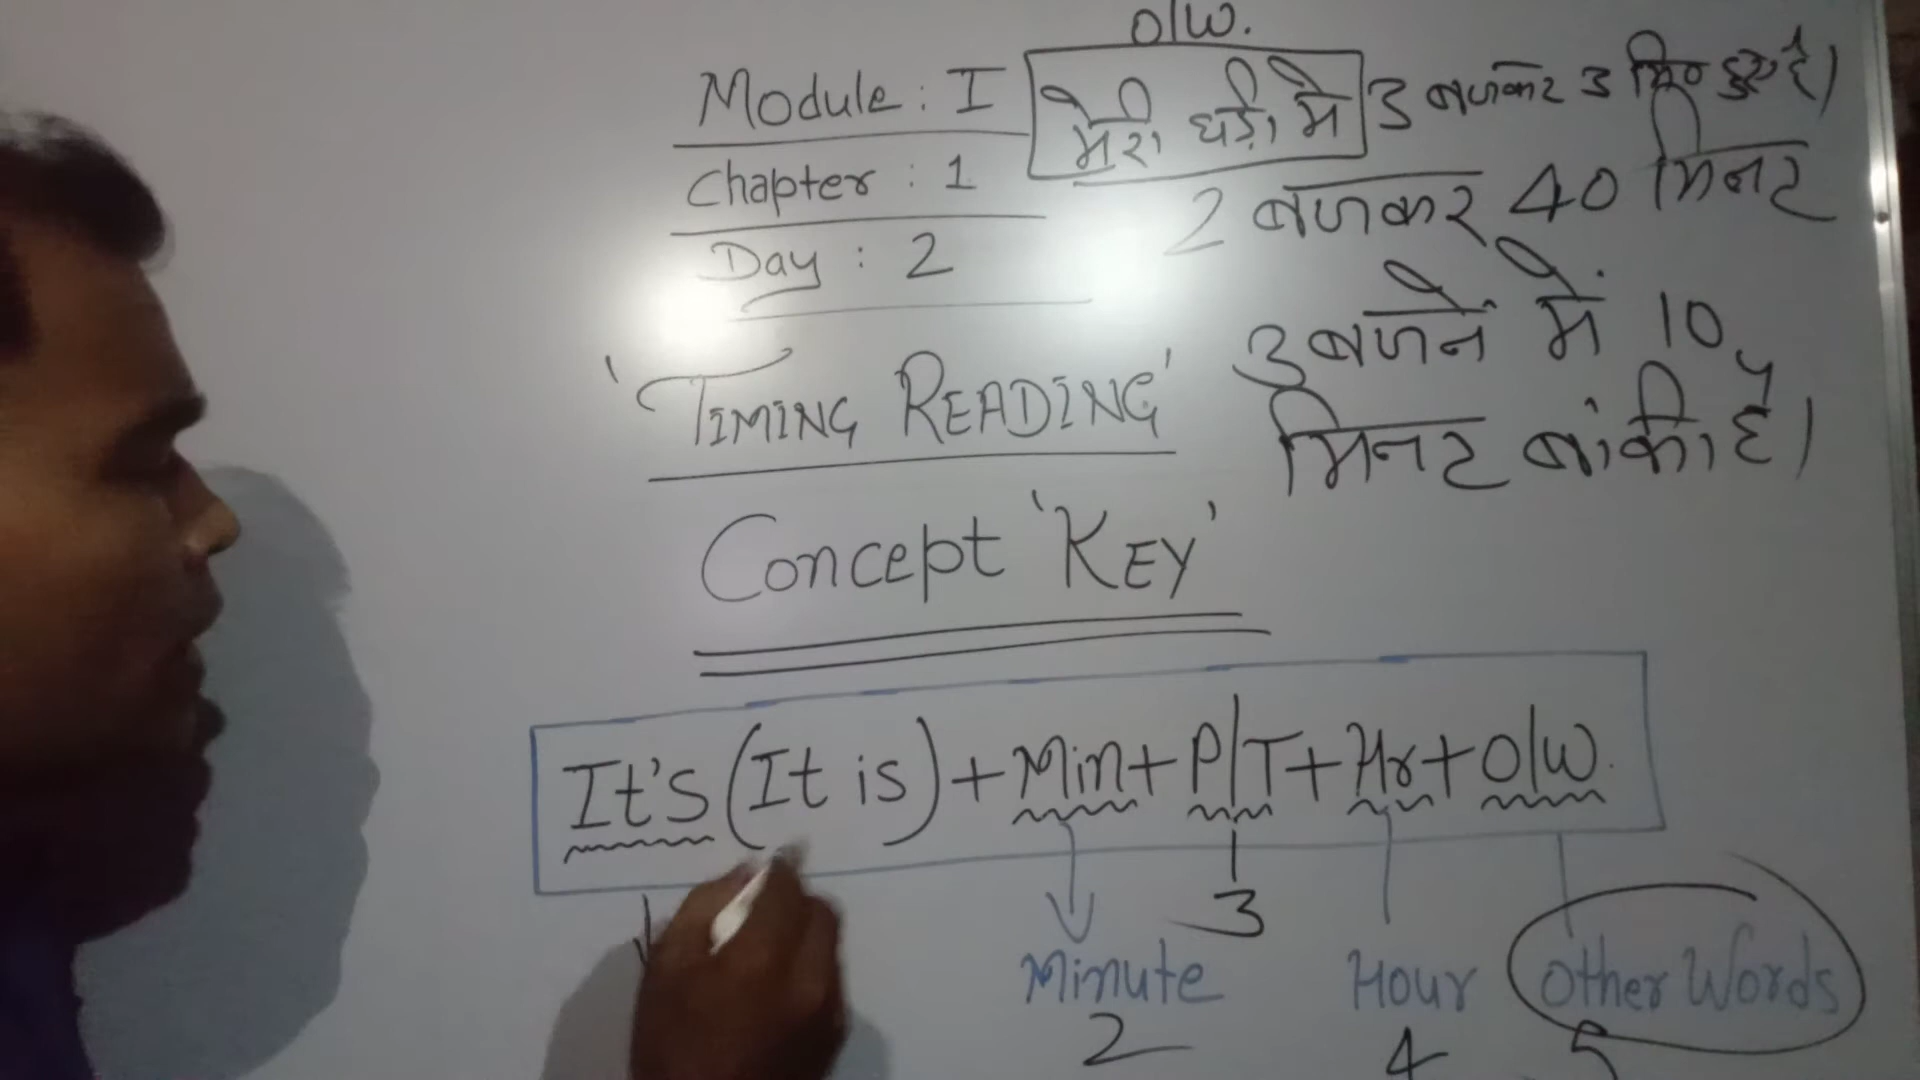 O/W.
Module : I
मेरी घड़ी मे 3 बजकर 3 मि० हुए है।
Chapter : 1
2 बजकर 40 मिनट
Day : 2
3 बजने में 10
मिनट बांकी है।
'TIMING READING'
Concept 'KEY'
It's (It is) + Min + P/T + Hr + O/W.
3
Minute Hour Other Words
2 4 5